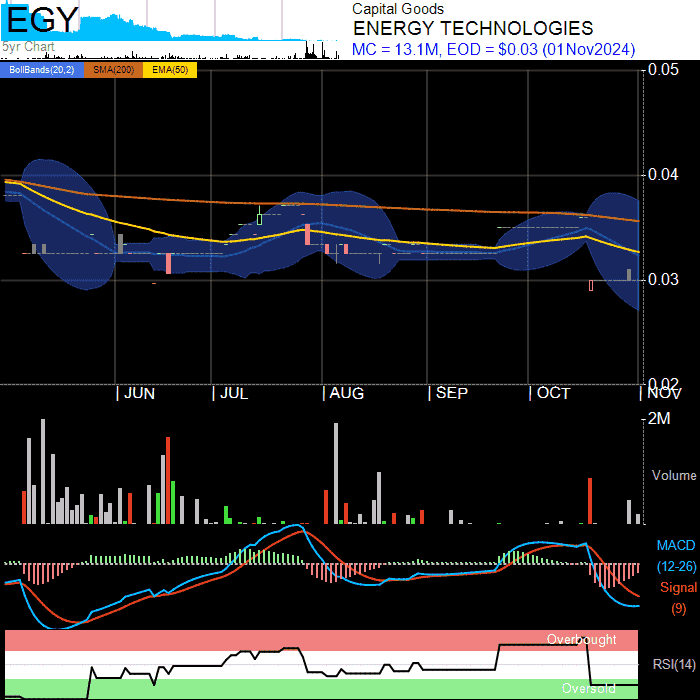 EGY
5yr Chart
Capital Goods
ENERGY TECHNOLOGIES
MC = 13.1M, EOD = $0.03 (01Nov2024)
BollBands(20,2) SMA(200) EMA(50)
0.05
0.04
0.03
0.02
| JUN | JUL | AUG | SEP | OCT | NOV
2M
Volume
MACD
(12-26)
Signal
(9)
Overbought
RSI(14)
Oversold